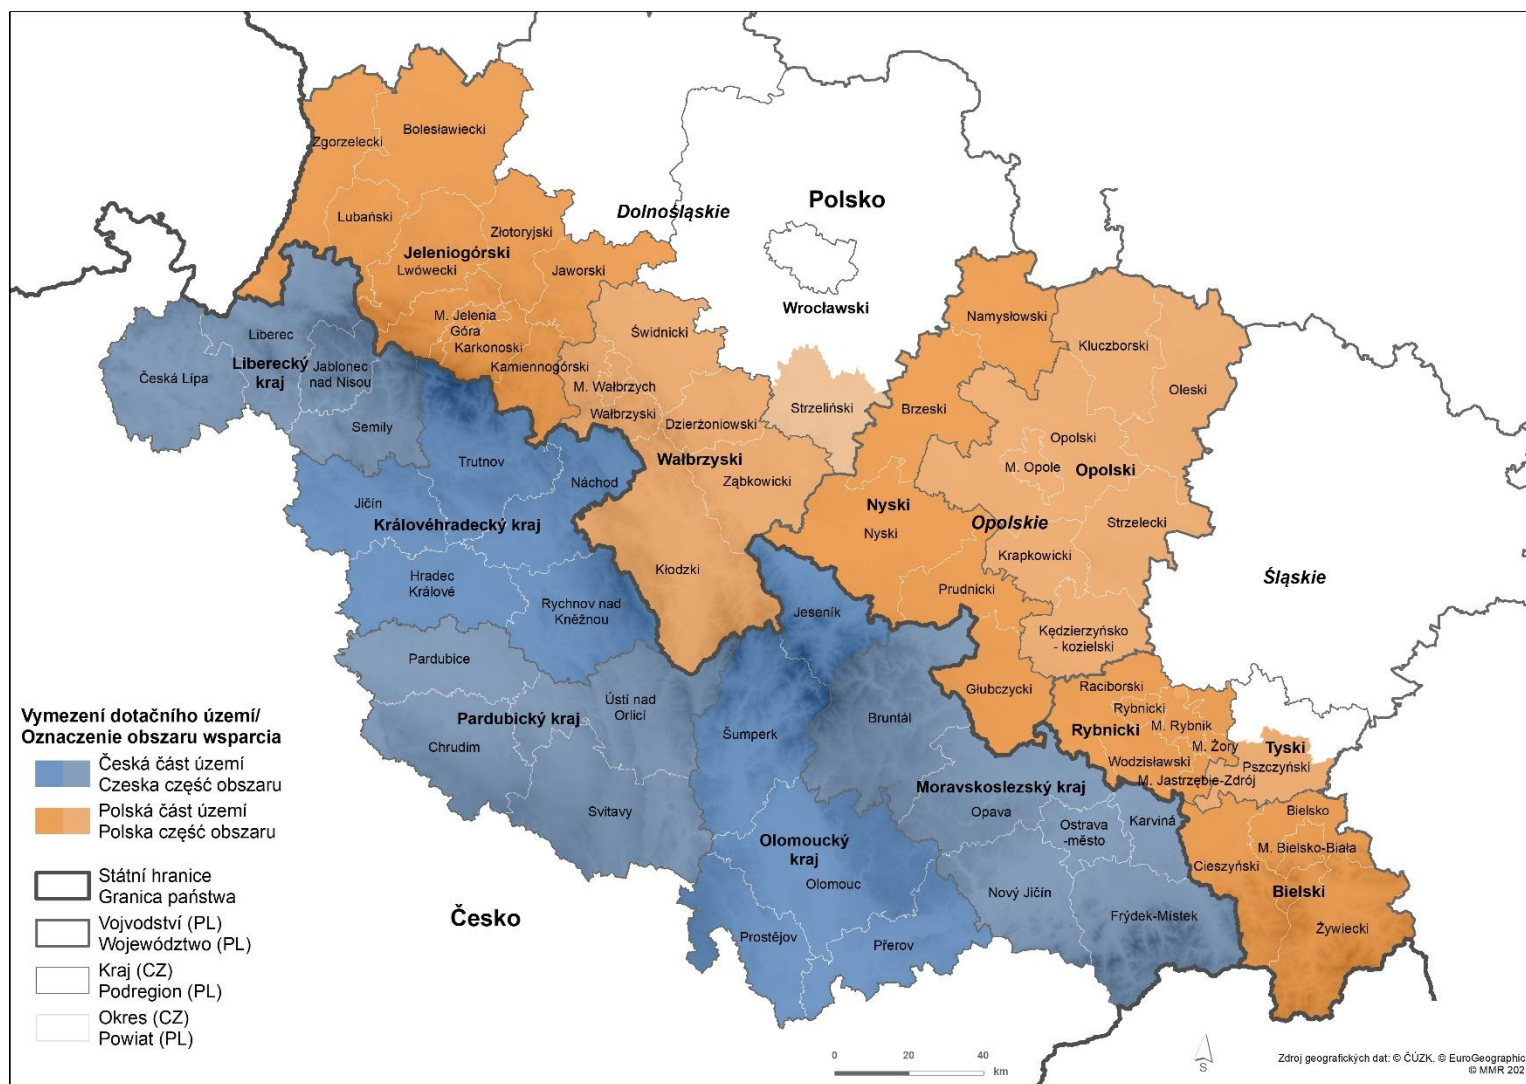 Bolesławiecki
Zgorzelecki
Polsko
Dolnośląskie
Lubański
Złotoryjski
Jeleniogórski
Lwówecki
Jaworski
Wrocławski
M. Jelenia
Góra
Karkonoski
Namysłowski
Świdnicki
Liberec
Kluczborski
Liberecký
kraj
Jablonec
nad Nisou
Kamiennogórski
Česká Lípa
M. Wałbrzych
Oleski
Strzeliński
Brzeski
Wałbrzyski
Dzierżoniowski
Semily
Opolski
Trutnov
Wałbrzyski
M. Opole
Opolski
Náchod
Ząbkowicki
Jičín
Nyski
Královéhradecký kraj
Opolskie
Strzelecki
Nyski
Krapkowicki
Kłodzki
Hradec
Králové
Śląskie
Rychnov nad
Kněžnou
Prudnicki
Jeseník
Kędzierzyńsko
- kozielski
Pardubice
Głubczycki
Raciborski
Ústí nad
Orlicí
Rybnicki
Pardubický kraj
Bruntál
M. Rybnik
Rybnicki
Šumperk
Chrudim
M. Żory
Tyski
Wodzisławski
Pszczyński
M. Jastrzębie-Zdrój
Moravskoslezský kraj
Svitavy
Opava
Bielsko
Karviná
Ostrava
-město
Olomoucký
kraj
M. Bielsko-Biała
Cieszyński
Olomouc
Nový Jičín
Bielski
Česko
Frýdek-Místek
Żywiecki
Prostějov
Přerov
Vymezení dotačního území/
Oznaczenie obszaru wsparcia
Česká část území
Czeska część obszaru
Polská část území
Polska część obszaru
Státní hranice
Granica państwa
Vojvodství (PL)
Województwo (PL)
Kraj (CZ)
Podregion (PL)
Okres (CZ)
Powiat (PL)
0 20 40
km
S
Zdroj geografických dat: © ČÚZK, © EuroGeographic
© MMR 202